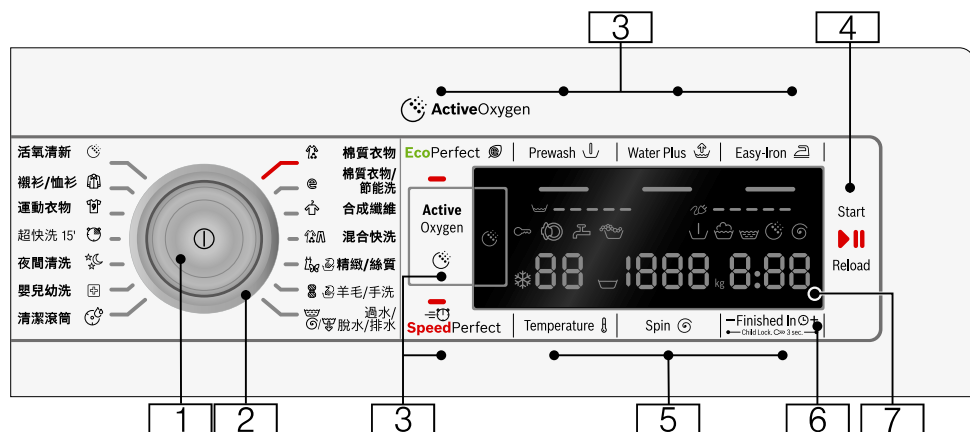 3
4
ActiveOxygen
活氧清新
襯衫/恤衫
運動衣物
超快洗 15'
夜間清洗
嬰兒幼洗
清潔滾筒
棉質衣物
棉質衣物/
節能洗
合成纖維
混合快洗
精緻/絲質
羊毛/手洗
過水/
脫水/排水
EcoPerfect
Prewash
Water Plus
Easy-Iron
Active
Oxygen
88
1888 kg
8:88
Start
Reload
SpeedPerfect
Temperature
Spin
–Finished In +
Child Lock. 3 sec.
1
2
3
5
6
7